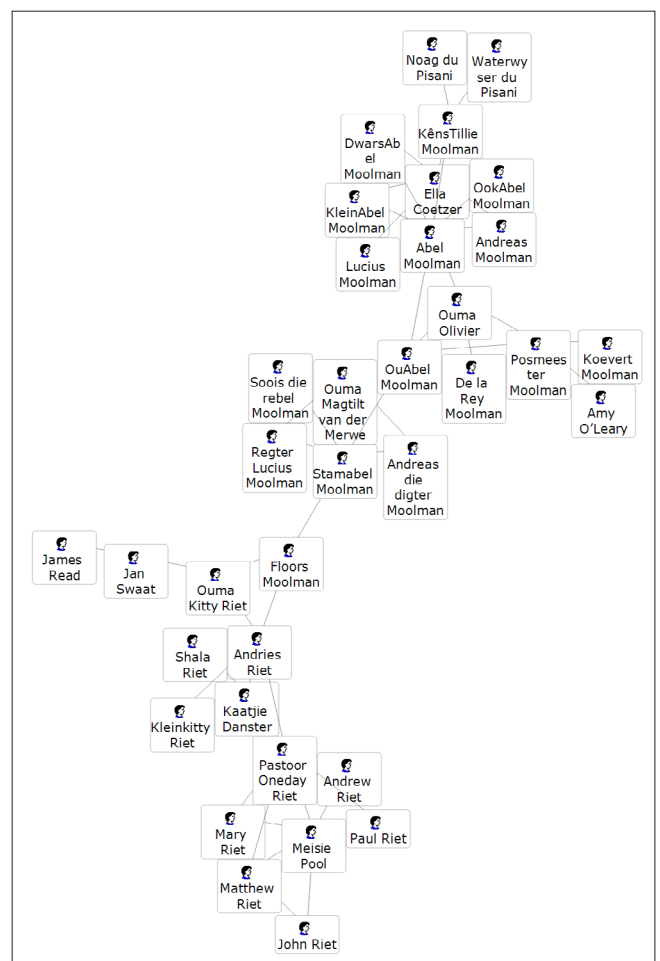 Noag du
Pisani
Waterwy
ser du
Pisani
KênsTillie
Moolman
DwarsAb
el
Moolman
Ella
Coetzer
OokAbel
Moolman
KleinAbel
Moolman
Lucius
Moolman
Abel
Moolman
Andreas
Moolman
Ouma
Olivier
OuAbel
Moolman
De la
Rey
Moolman
Posmees
ter
Moolman
Koevert
Moolman
Amy
O’Leary
Soois die
rebel
Moolman
Ouma
Magtilt
van der
Merwe
Regter
Lucius
Moolman
Stamabel
Moolman
Andreas
die
digter
Moolman
James
Read
Jan
Swaat
Ouma
Kitty Riet
Floors
Moolman
Shala
Riet
Andries
Riet
Kleinkitty
Riet
Kaatjie
Danster
Pastoor
Oneday
Riet
Andrew
Riet
Mary
Riet
Meisie
Pool
Paul Riet
Matthew
Riet
John Riet